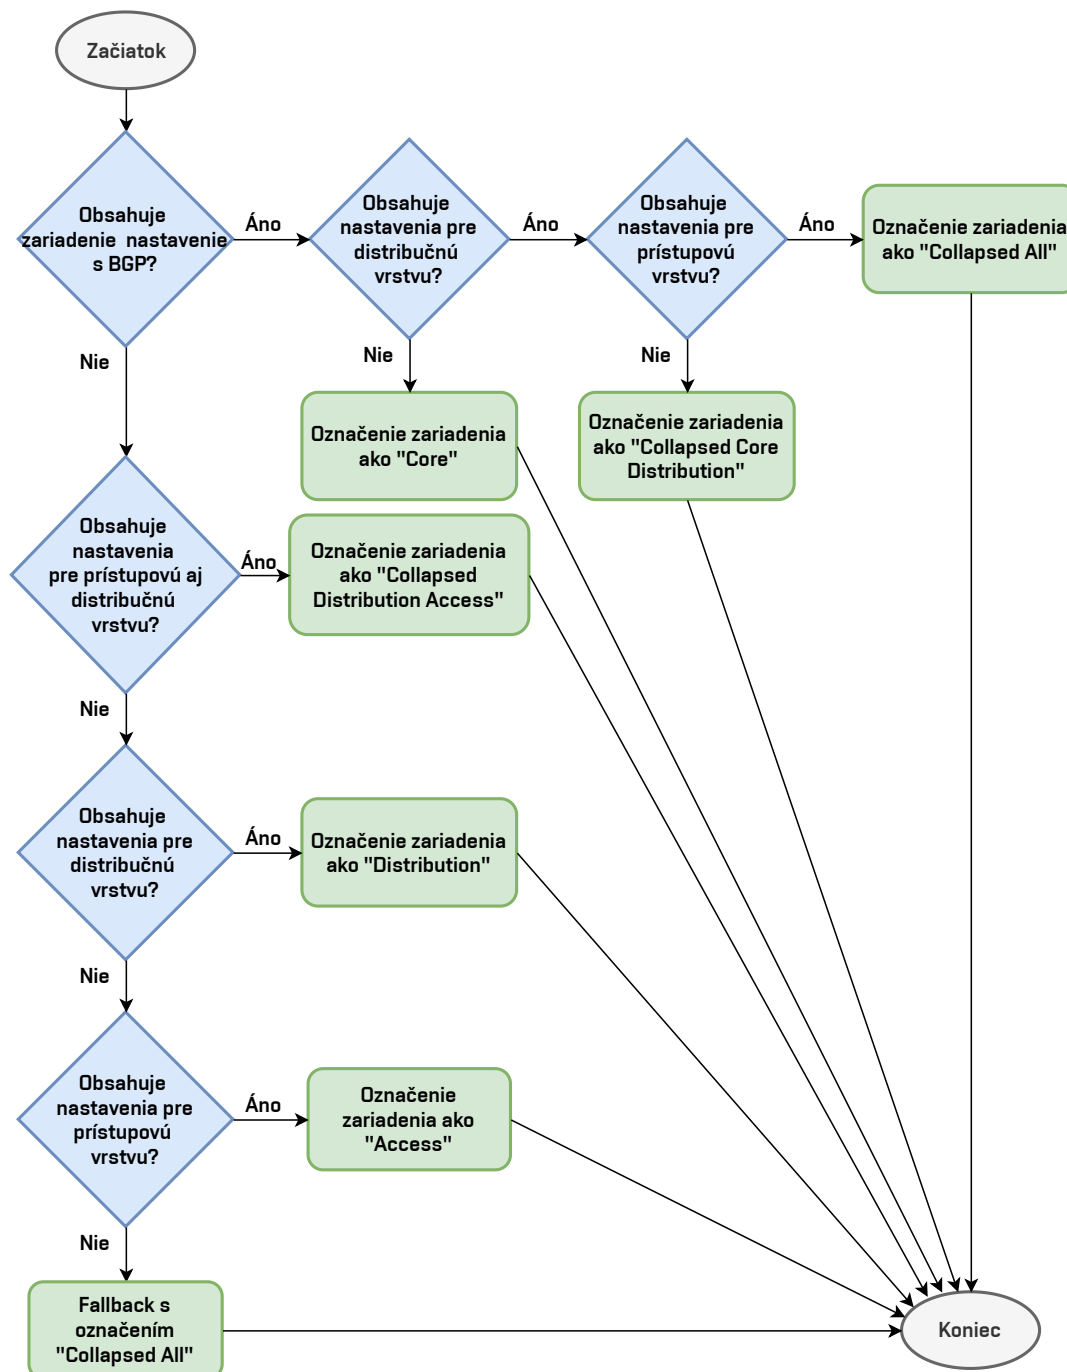 Začiatok
Obsahuje
zariadenie  nastavenie
s BGP?
Áno
Obsahuje
nastavenia pre
distribučnú
vrstvu?
Áno
Obsahuje
nastavenia pre
prístupovú
vrstvu?
Áno
Označenie zariadenia
ako "Collapsed All"
Nie
Nie
Nie
Označenie zariadenia
ako "Core"
Označenie zariadenia
ako "Collapsed Core
Distribution"
Obsahuje
nastavenia
pre prístupovú aj
distribučnú
vrstvu?
Áno
Označenie zariadenia
ako "Collapsed
Distribution Access"
Nie
Obsahuje
nastavenia pre
distribučnú
vrstvu?
Áno
Označenie zariadenia
ako "Distribution"
Nie
Obsahuje
nastavenia pre
prístupovú
vrstvu?
Áno
Označenie
zariadenia ako
"Access"
Nie
Fallback s
označením
"Collapsed All"
Koniec